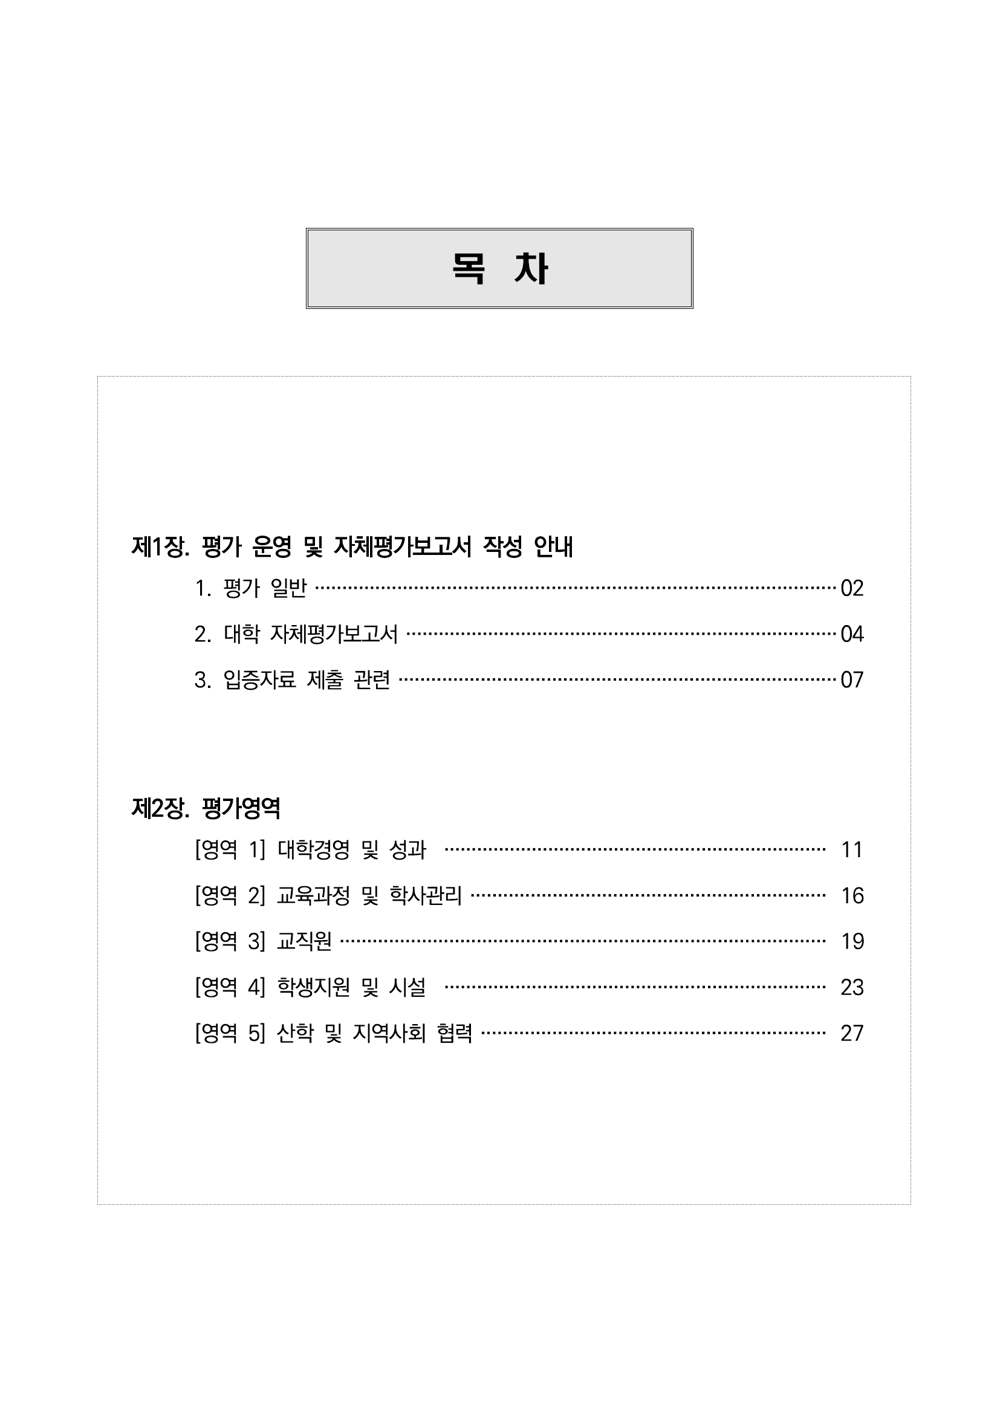 목 차
제1장. 평가 운영 및 자체평가보고서 작성 안내
1. 평가 일반 ………………………………………………………………………………… 02
2. 대학 자체평가보고서 …………………………………………………………………… 04
3. 입증자료 제출 관련 ……………………………………………………………………… 07
제2장. 평가영역
[영역 1] 대학경영 및 성과 …………………………………………………………… 11
[영역 2] 교육과정 및 학사관리 ………………………………………………………… 16
[영역 3] 교직원 ……………………………………………………………………………… 19
[영역 4] 학생지원 및 시설 …………………………………………………………… 23
[영역 5] 산학 및 지역사회 협력 ……………………………………………………… 27